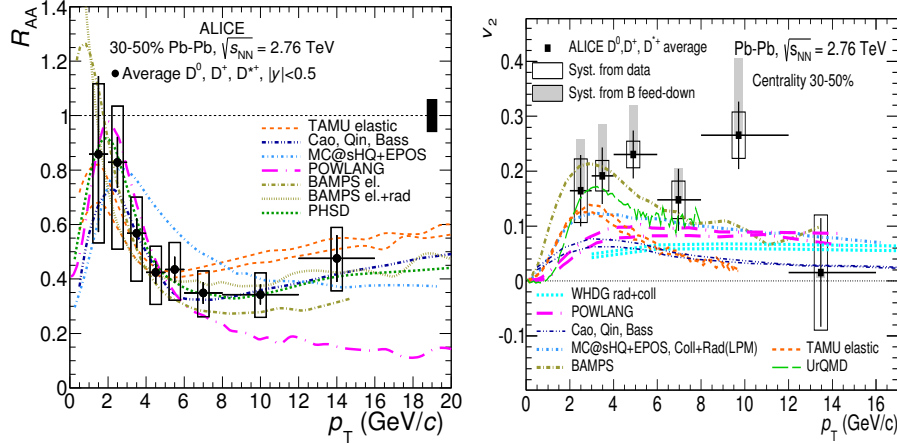 R_AA
ALICE
30-50% Pb-Pb, √s_NN = 2.76 TeV
Average D⁰, D⁺, D*⁺, |y|<0.5
TAMU elastic
Cao, Qin, Bass
MC@sHQ+EPOS
POWLANG
BAMPS el.
BAMPS el.+rad
PHSD
1.4
1.2
1
0.8
0.6
0.4
0.2
0
0 2 4 6 8 10 12 14 16 18 20
p_T (GeV/c)
v_2
ALICE D⁰,D⁺, D*⁺ average
Syst. from data
Syst. from B feed-down
Pb-Pb, √s_NN = 2.76 TeV
Centrality 30-50%
0.4
0.3
0.2
0.1
0
-0.1
WHDG rad+coll
POWLANG
Cao, Qin, Bass
MC@sHQ+EPOS, Coll+Rad(LPM)
BAMPS
TAMU elastic
UrQMD
0 2 4 6 8 10 12 14 16
p_T (GeV/c)